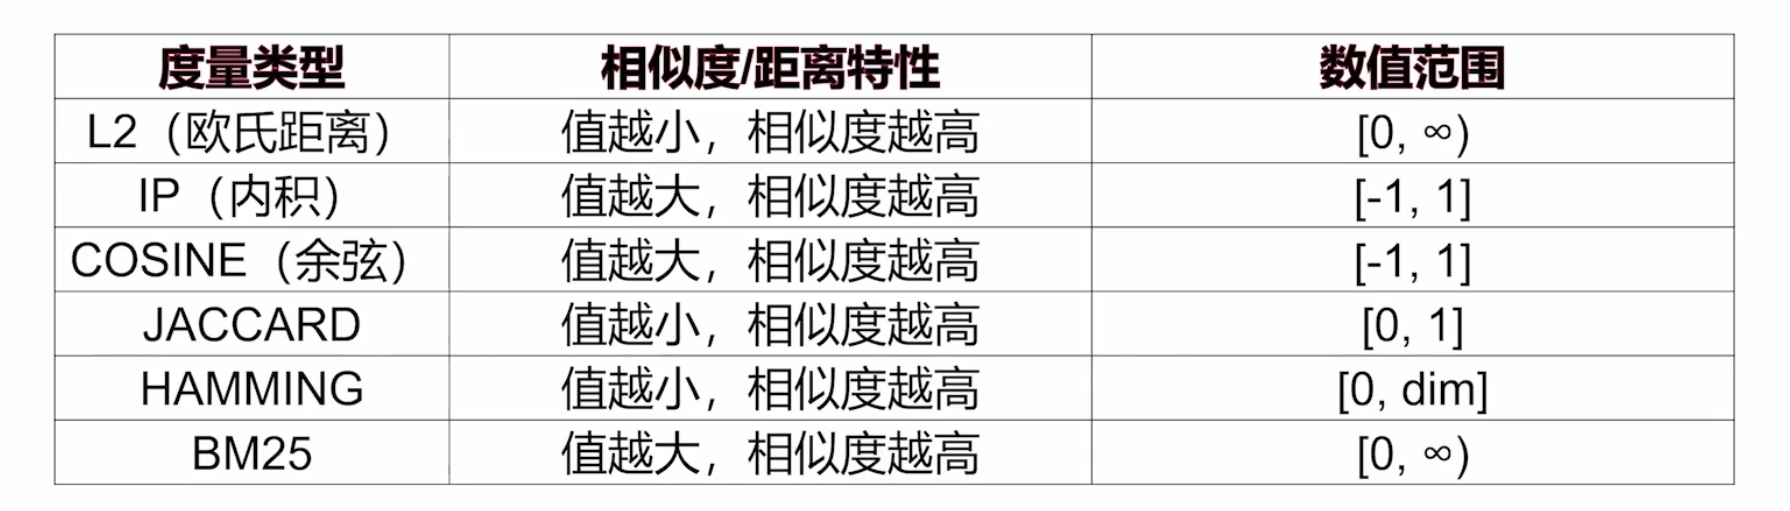 度量类型 相似度/距离特性 数值范围
L2（欧氏距离） 值越小，相似度越高 [0, ∞)
IP（内积） 值越大，相似度越高 [-1, 1]
COSINE（余弦） 值越大，相似度越高 [-1, 1]
JACCARD 值越小，相似度越高 [0, 1]
HAMMING 值越小，相似度越高 [0, dim]
BM25 值越大，相似度越高 [0, ∞)